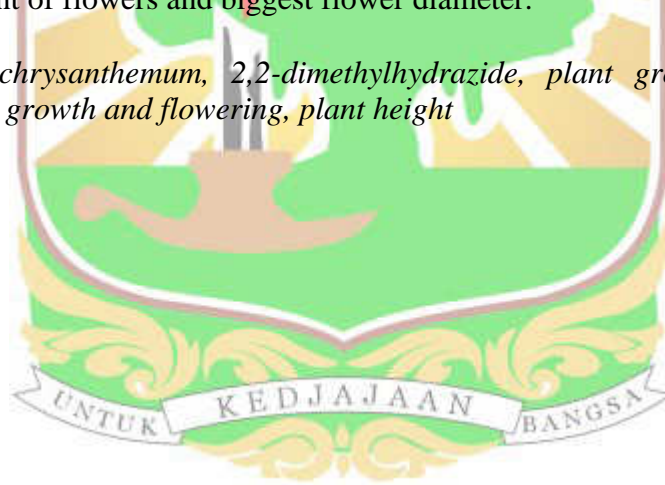 nt of flowers and biggest flower diameter.
chrysanthemum, 2,2-dimethylhydrazide, plant gro
growth and flowering, plant height
UNTUK KEDJAJAAN BANGSA